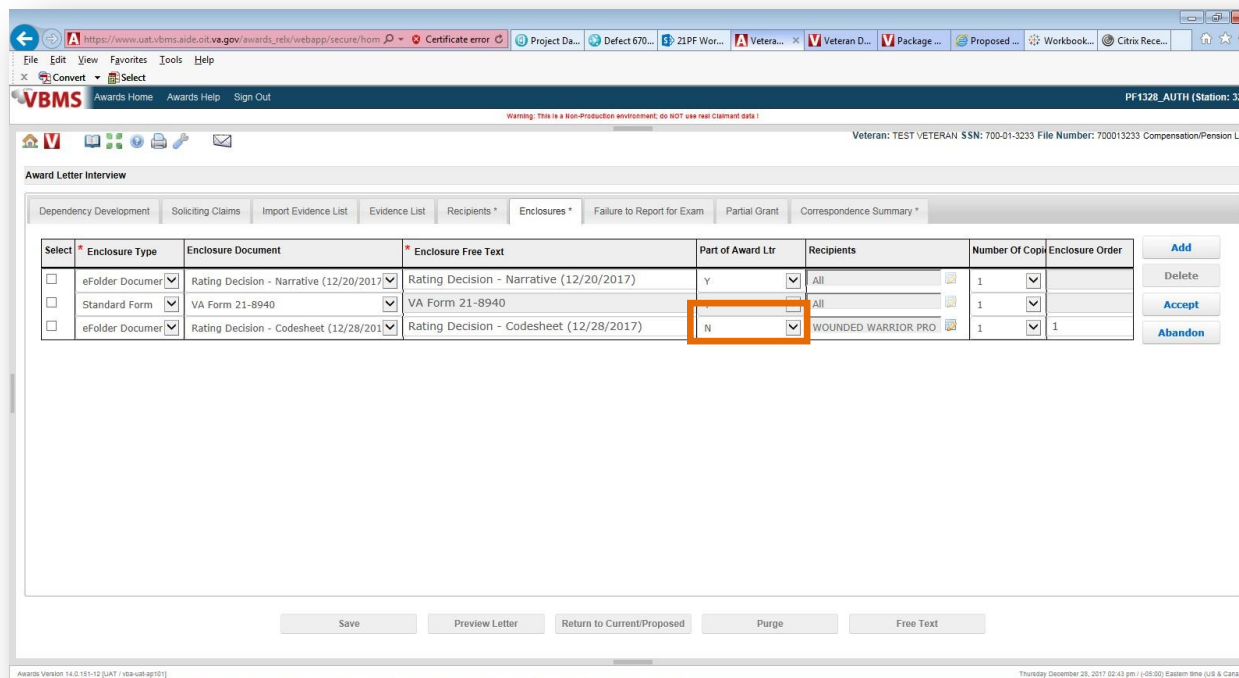 https://www.uat.vbms.aide.oit.va.gov/awards_relx/webapp/secure/hom Certificate error Project Da... Defect 670... 21PF Wor... Vetera... Veteran D... Package ... Proposed ... Workbook... Citrix Rece...
File Edit View Favorites Tools Help
Convert Select
VBMS Awards Home Awards Help Sign Out PF1328_AUTH (Station: 32
Warning: This is a Non-Production environment; do NOT use real Claimant data !
Veteran: TEST VETERAN SSN: 700-01-3233 File Number: 700013233 Compensation/Pension L
Award Letter Interview
Dependency Development Soliciting Claims Import Evidence List Evidence List Recipients * Enclosures * Failure to Report for Exam Partial Grant Correspondence Summary *
Select * Enclosure Type Enclosure Document * Enclosure Free Text Part of Award Ltr Recipients Number Of Copi Enclosure Order Add
eFolder Documer Rating Decision - Narrative (12/20/2017 Rating Decision - Narrative (12/20/2017) Y All 1 Delete
Standard Form VA Form 21-8940 VA Form 21-8940 All 1 Accept
eFolder Documer Rating Decision - Codesheet (12/28/201 Rating Decision - Codesheet (12/28/2017) N WOUNDED WARRIOR PRO 1 1 Abandon
Save Preview Letter Return to Current/Proposed Purge Free Text
Awards Version 14.0.151-12 [UAT / vba-uat-ap101] Thursday December 28, 2017 02:43 pm / (-05:00) Eastern time (US & Cana